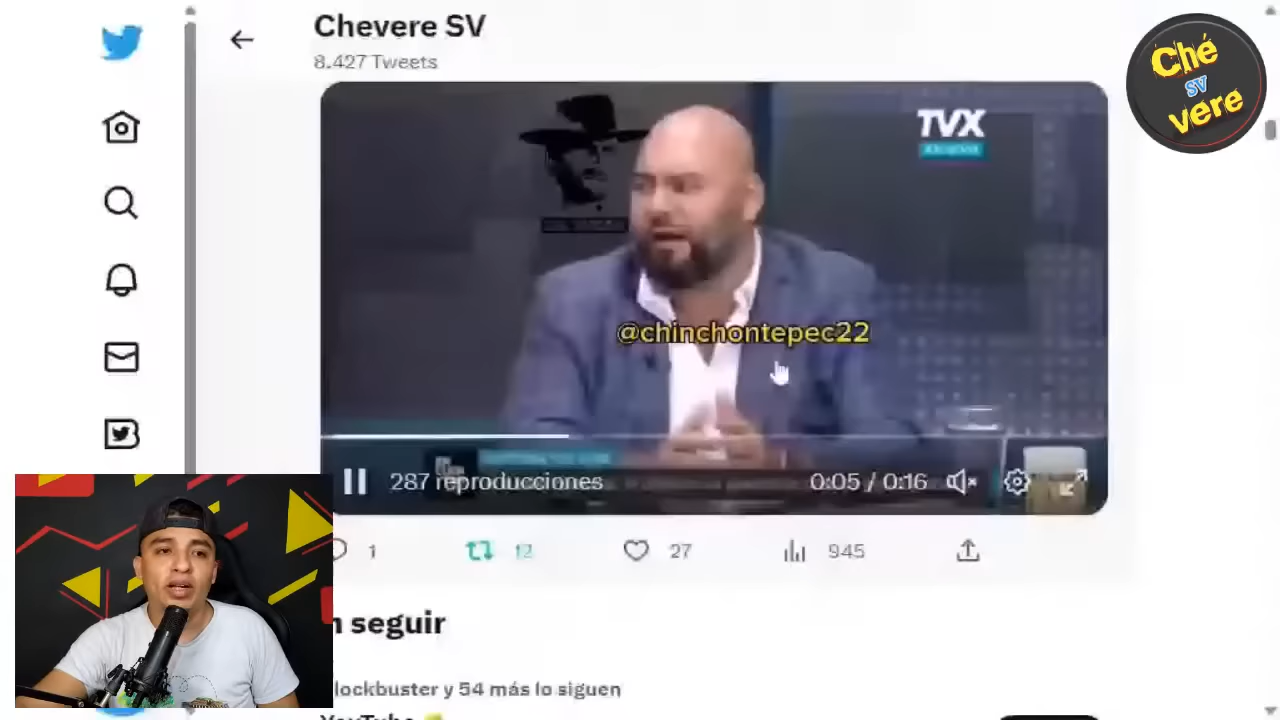 Chevere SV
8.427 Tweets
Ché
SV
vere
TVX
@chinchontepec22
287 reproducciones
0:05 / 0:16
1
12
27
945
seguir
lockbuster y 54 más lo siguen
YouTube